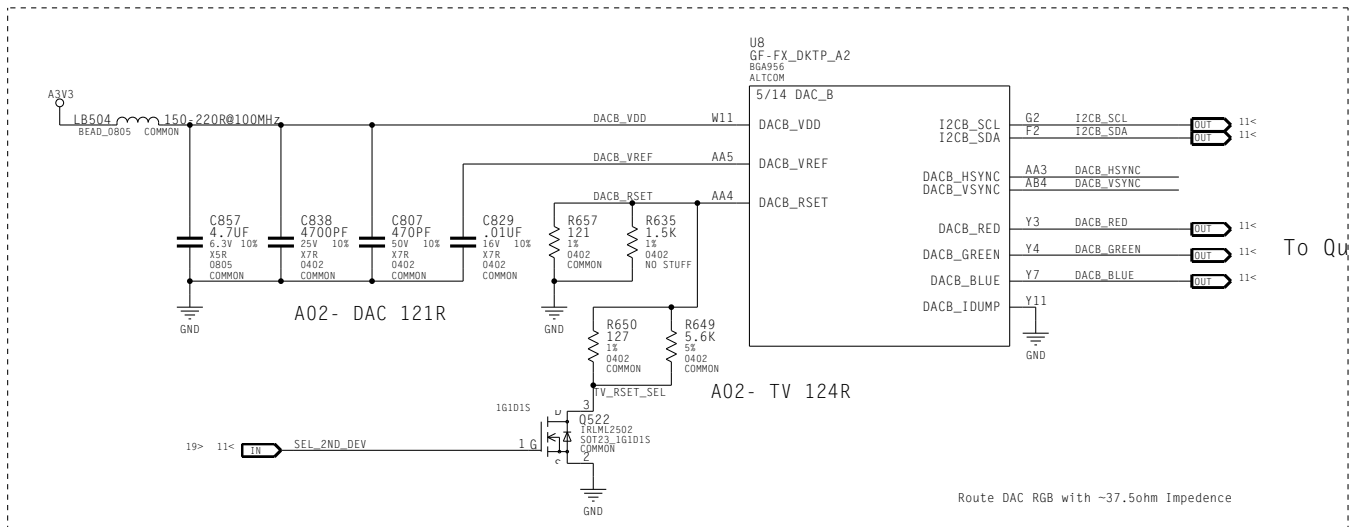 U8
GF-FX_DKTP_A2
BGA956
ALTCOM
5/14 DAC_B
A3V3
LB504 150-220R@100MHz
BEAD_0805 COMMON
DACB_VDD W11 DACB_VDD
I2CB_SCL G2 I2CB_SCL OUT 11<
I2CB_SDA F2 I2CB_SDA OUT 11<
DACB_VREF AA5 DACB_VREF
DACB_HSYNC AA3 DACB_HSYNC
DACB_VSYNC AB4 DACB_VSYNC
DACB_RSET AA4 DACB_RSET
DACB_RED Y3 DACB_RED OUT 11<
DACB_GREEN Y4 DACB_GREEN OUT 11<
DACB_BLUE Y7 DACB_BLUE OUT 11<
DACB_IDUMP Y11
GND
To Qu
C857
4.7UF
6.3V 10%
X5R
0805
COMMON
C838
4700PF
25V 10%
X7R
0402
COMMON
C807
470PF
50V 10%
X7R
0402
COMMON
C829
.01UF
16V 10%
X7R
0402
COMMON
R657
121
1%
0402
COMMON
R635
1.5K
1%
0402
NO STUFF
GND
A02- DAC 121R
GND
R650
127
1%
0402
COMMON
R649
5.6K
5%
0402
COMMON
TV_RSET_SEL
A02- TV 124R
1G1D1S
3
D
Q522
IRLML2502
SOT23_1G1D1S
COMMON
19> 11< IN SEL_2ND_DEV 1 G
S
2
GND
Route DAC RGB with ~37.5ohm Impedence